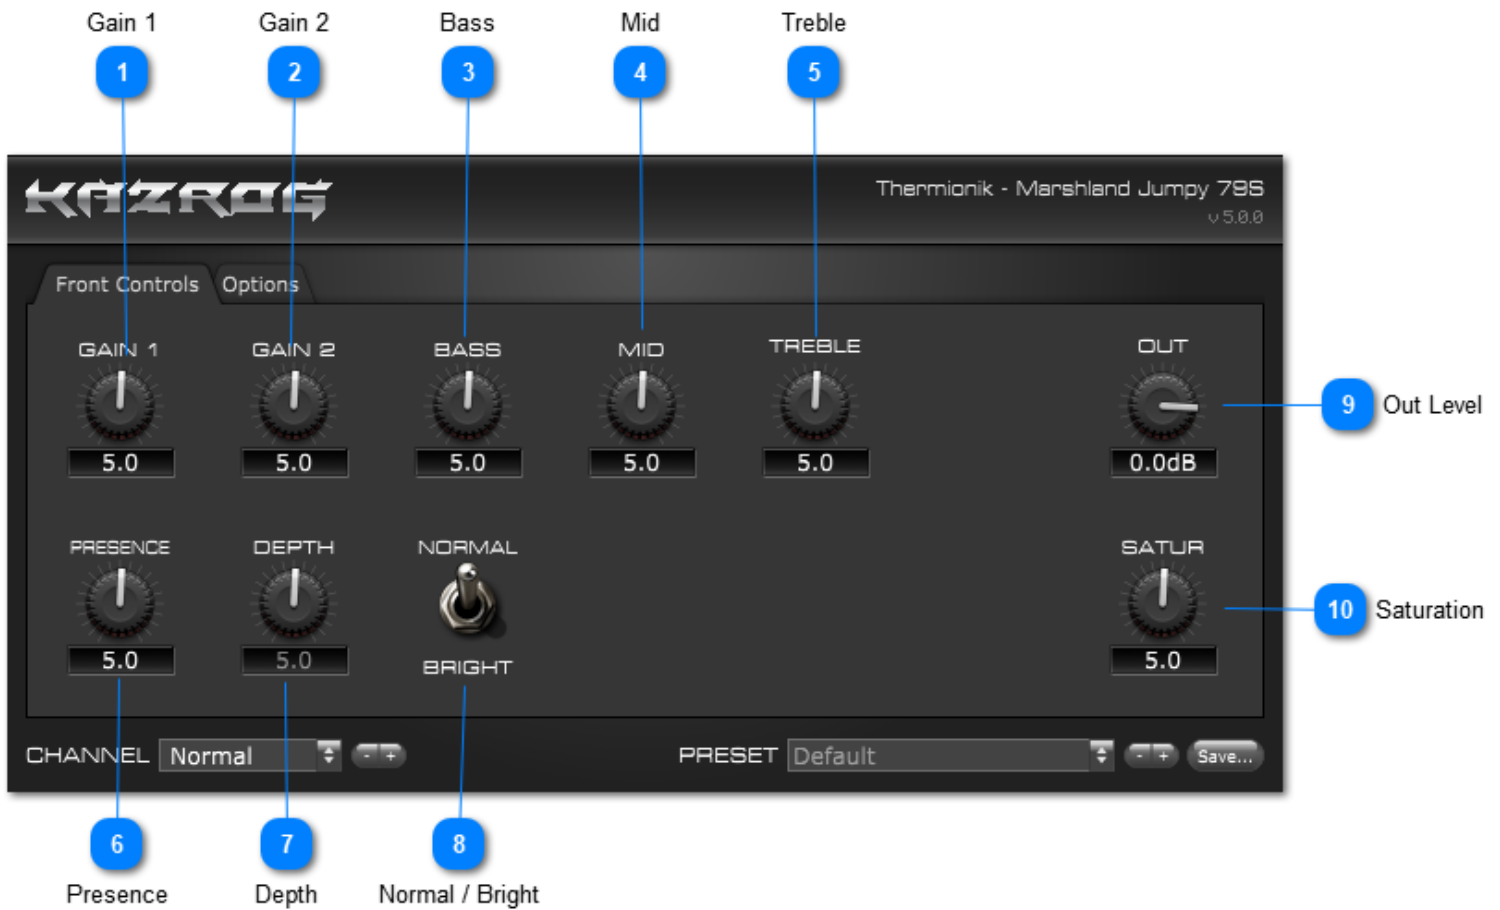 Gain 1 Gain 2 Bass Mid Treble
1 2 3 4 5
KAZROG
Thermionik - Marshland Jumpy 79S
v 5.0.0
Front Controls Options
GAIN 1 GAIN 2 BASS MID TREBLE OUT
9 Out Level
5.0 5.0 5.0 5.0 5.0 0.0dB
PRESENCE DEPTH NORMAL SATUR
10 Saturation
5.0 5.0 BRIGHT 5.0
CHANNEL Normal - + PRESET Default - + Save...
6 7 8
Presence Depth Normal / Bright